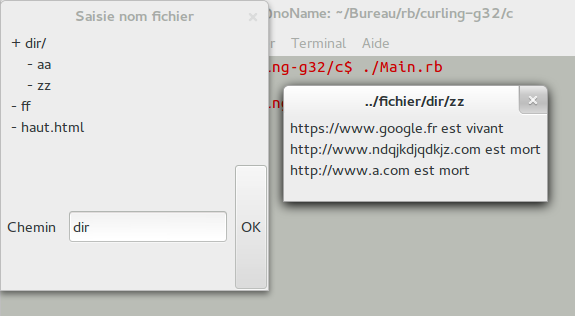 Saisie nom fichier
+ dir/
- aa
- zz
- ff
- haut.html
Chemin
dir
OK
noName: ~/Bureau/rb/curling-g32/c
Terminal Aide
ng-g32/c$ ./Main.rb
../fichier/dir/zz
https://www.google.fr est vivant
http://www.ndqjkdjqdkjz.com est mort
http://www.a.com est mort